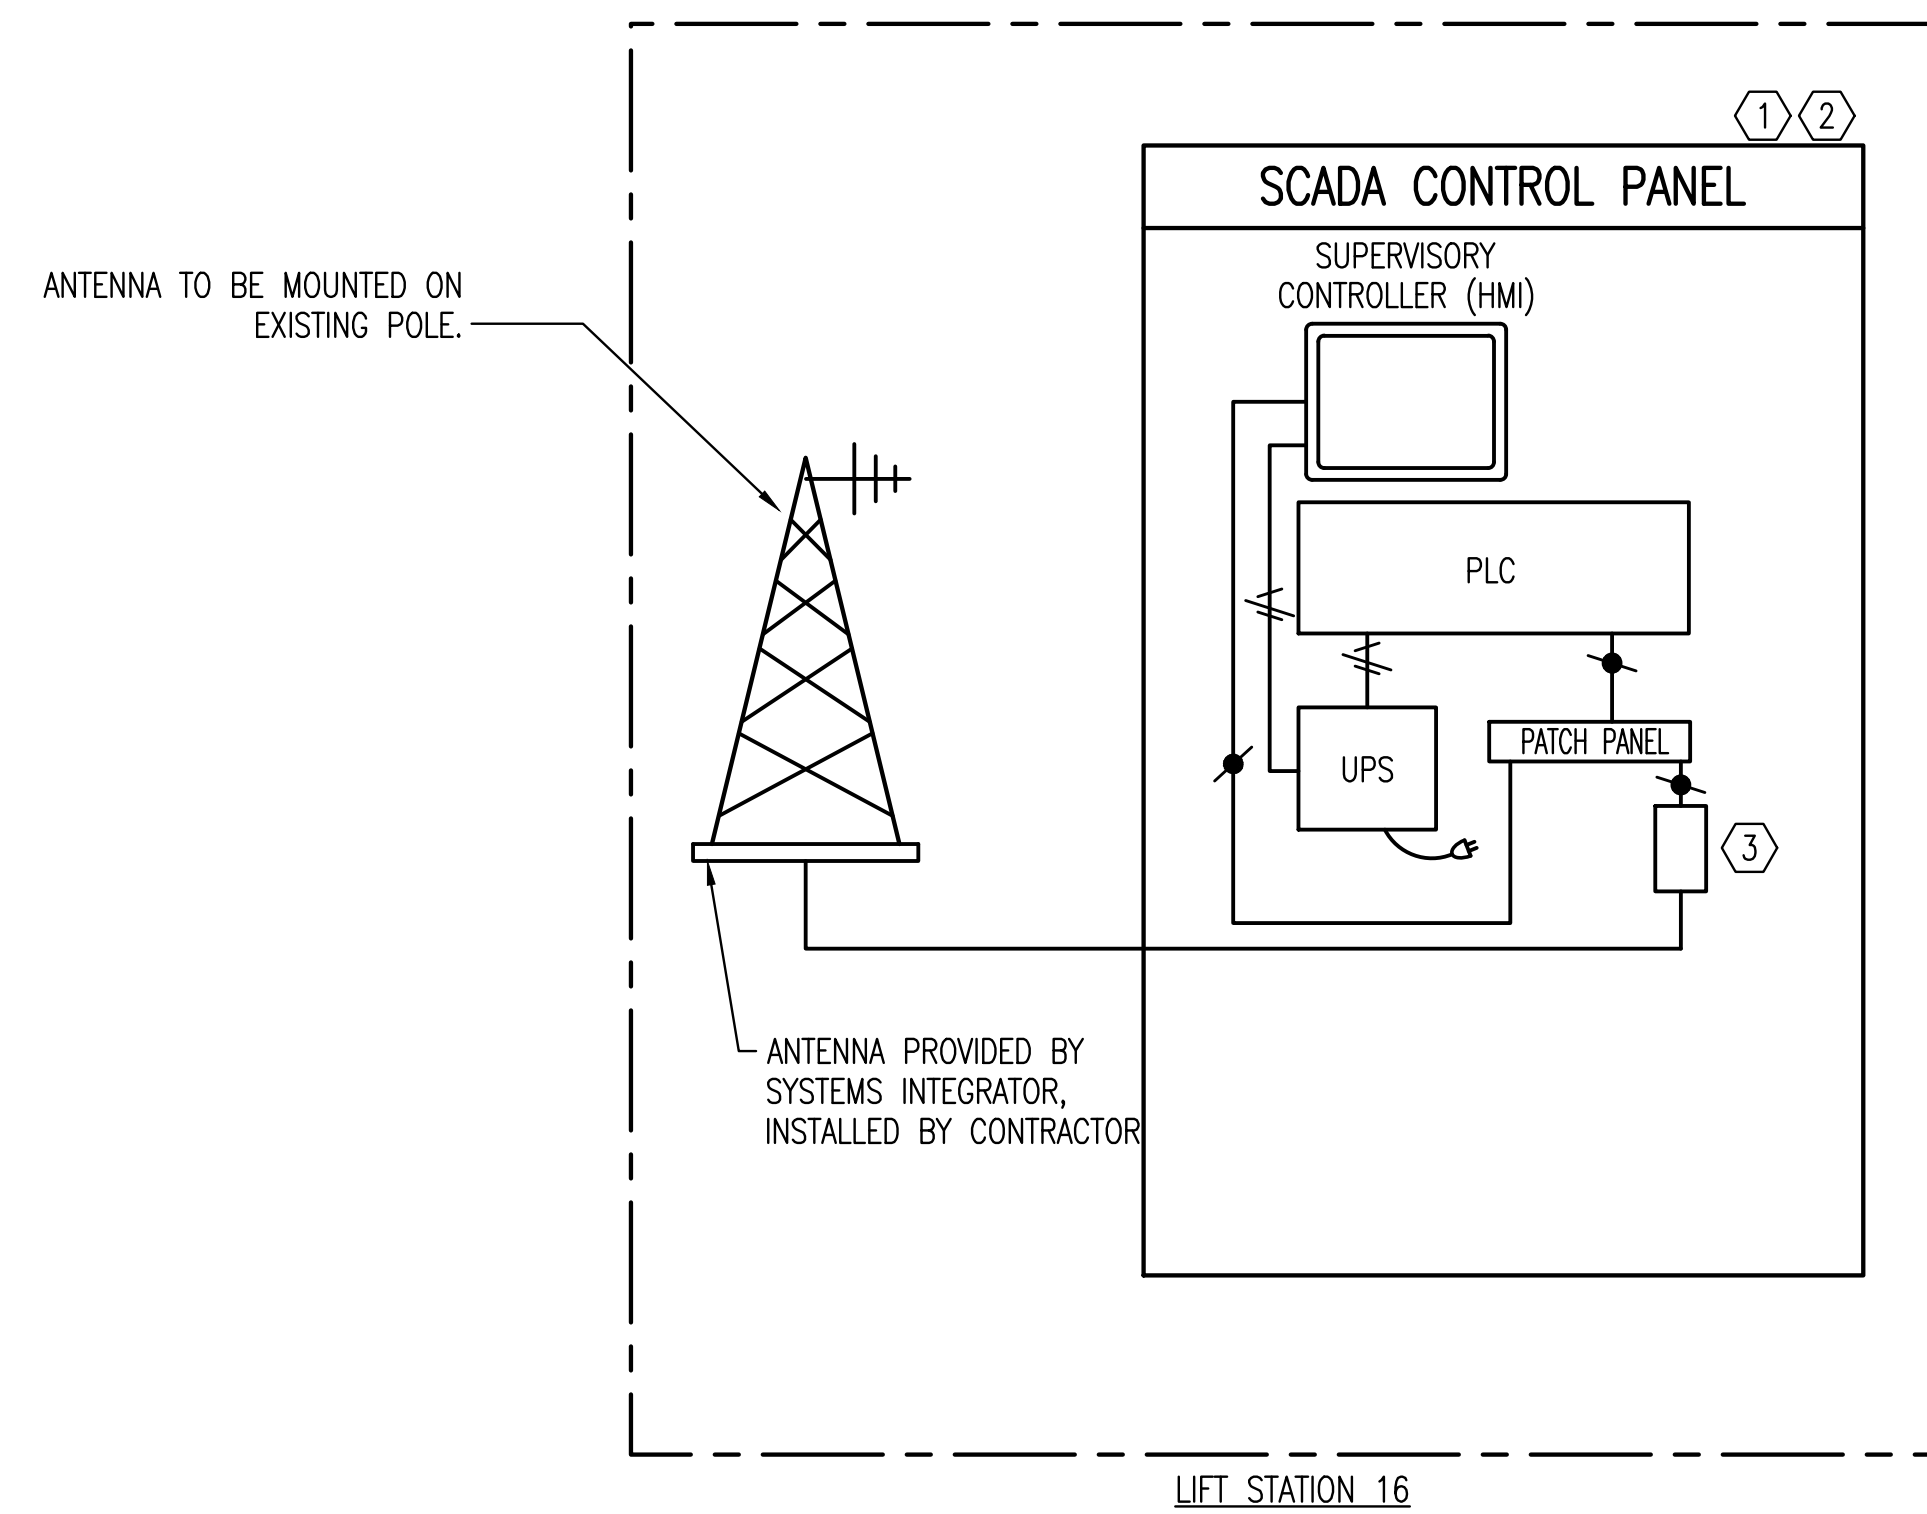 1 2
SCADA CONTROL PANEL
SUPERVISORY
CONTROLLER (HMI)
ANTENNA TO BE MOUNTED ON
EXISTING POLE.
PLC
PATCH PANEL
UPS
3
ANTENNA PROVIDED BY
SYSTEMS INTEGRATOR,
INSTALLED BY CONTRACTOR
LIFT STATION 16